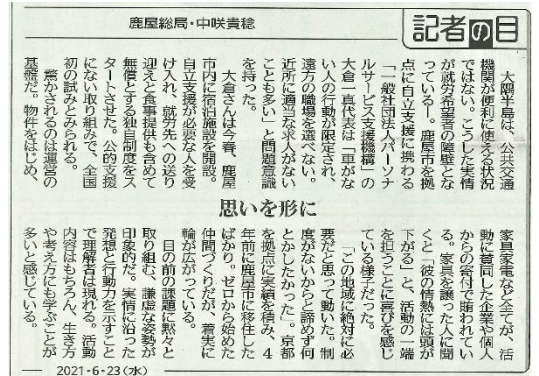 記者の目
鹿屋総局・中咲貴稔
思いを形に
大隅半島は、公共交通
機関が便利に使える状況
ではない。こうした実情
が就労希望者の障壁とな
っている―。鹿屋市を拠
点に自立支援に携わる
「一般社団法人パーソナ
ルサービス支援機構」の
大倉一真代表は「車がな
い人の行動が限定され、
遠方の職場を選べない。
近所に適当な求人がない
ことも多い」と問題意識
を持った。
大倉さんは今春、鹿屋
市内に宿泊施設を開設。
自立支援が必要な人を受
け入れ、就労先への送り
迎えと食事提供も含めて
無償とする独自制度をス
タートさせた。公的支援
にない取り組みで、全国
初の試みとみられる。
驚かされるのは運営の
基盤だ。物件をはじめ、
家具家電など全てが、活
動に賛同した企業や個人
からの寄付で賄われてい
る。家具を譲った人に聞
くと「彼の情熱には頭が
下がる」と、活動の一端
を担うことに喜びを感じ
ている様子だった。
「この地域に絶対に必
要だと思って動いた。制
度がないからと諦めず何
とかしたかった」。京都
を拠点に実績を積み、4
年前に鹿屋市に移住した
ばかり。ゼロから始めた
仲間づくりだが、着実に
輪が広がっている。
目の前の課題に黙々と
取り組む、謙虚な姿勢が
印象的だ。実情に沿った
発想と行動力を示すこと
で理解者は現れる。活動
内容はもちろん、生き方
や考え方にも学ぶことが
多いと感じている。
2021-6-23(水)